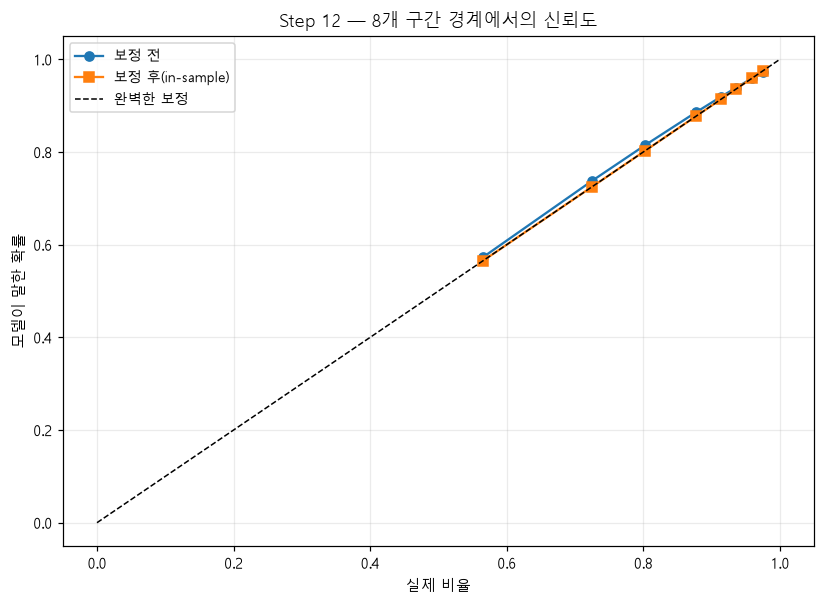 Step 12 — 8개 구간 경계에서의 신뢰도
보정 전
보정 후(in-sample)
완벽한 보정
모델이 말한 확률
1.0
0.8
0.6
0.4
0.2
0.0
0.0 0.2 0.4 0.6 0.8 1.0
실제 비율